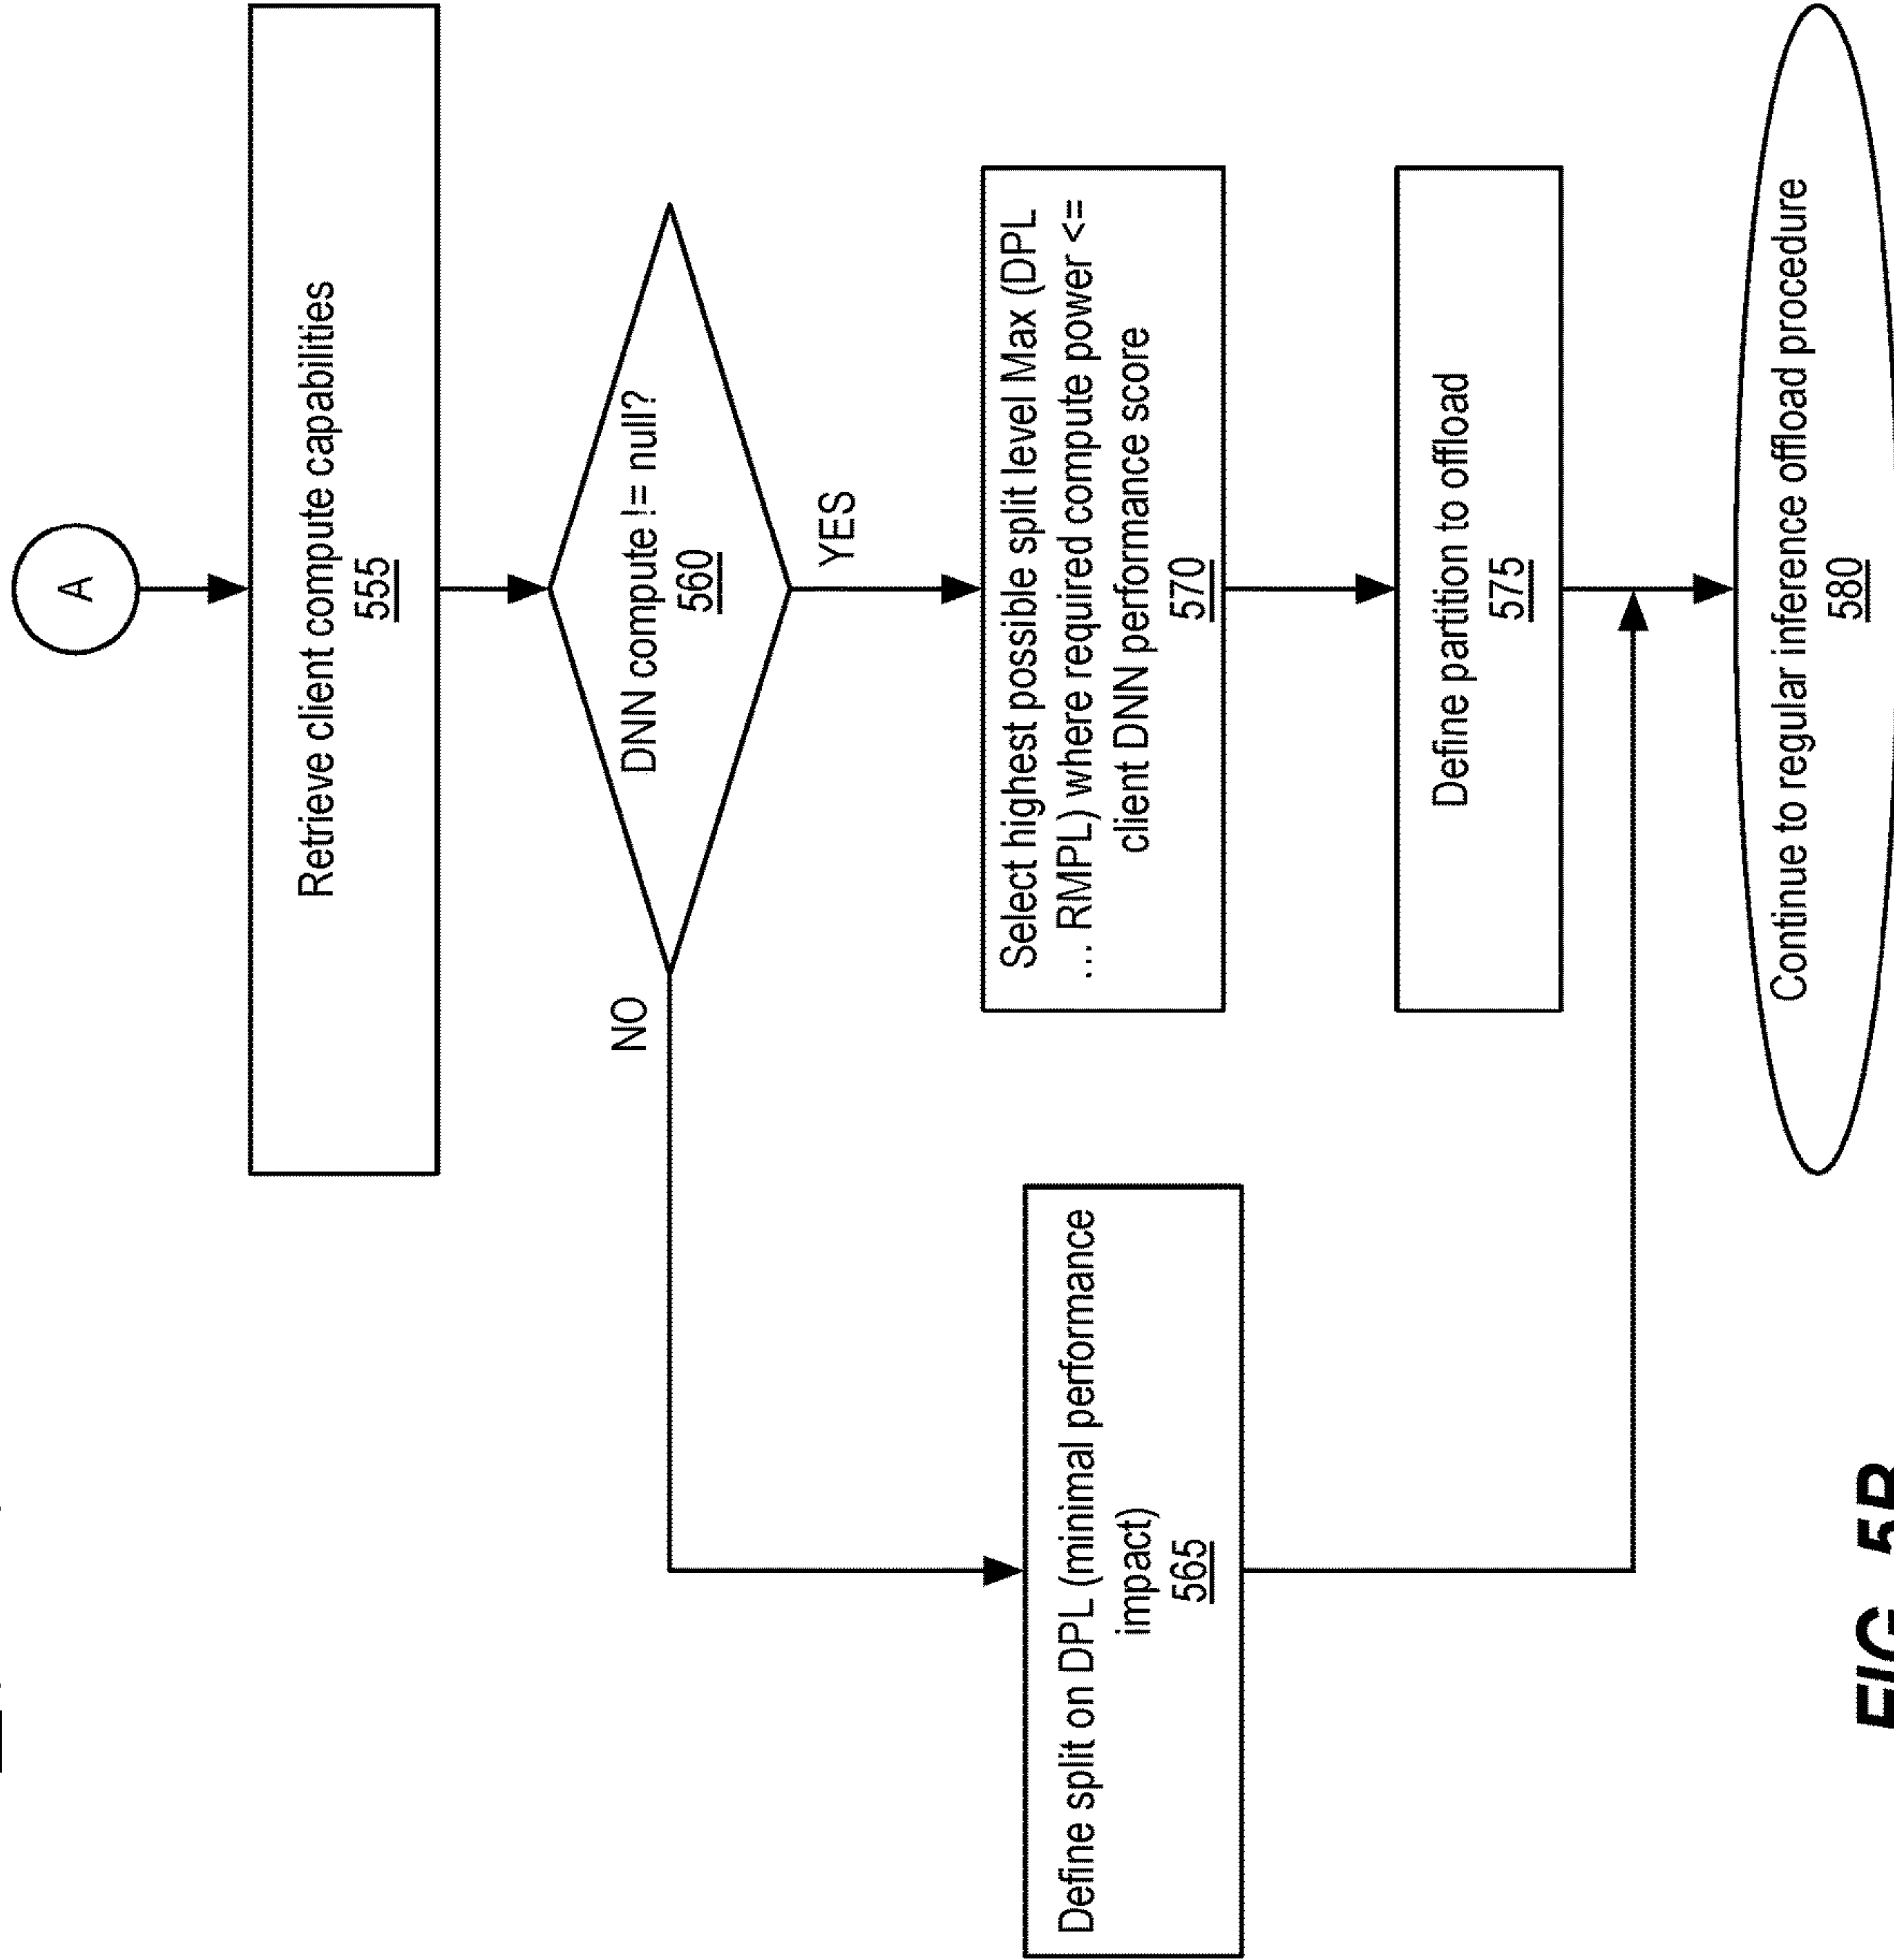 A
Retrieve client compute capabilities
555
DNN compute != null?
560
NO
YES
Define split on DPL (minimal performance
impact)
565
Select highest possible split level Max (DPL
… RMPL) where required compute power <=
client DNN performance score
570
Define partition to offload
575
Continue to regular inference offload procedure
580
FIG. 5B